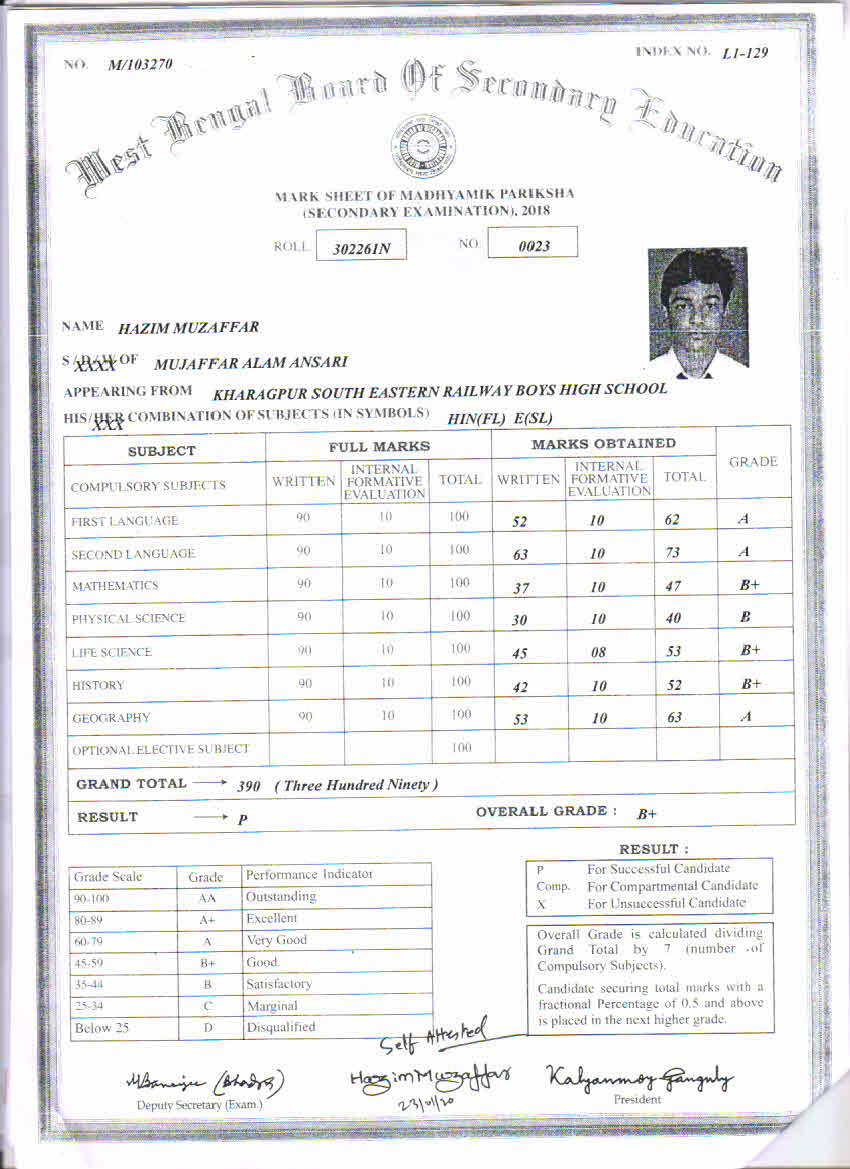 NO. M/103270
INDEX NO. L1-129
West Bengal Board Of Secondary Education
MARK SHEET OF MADHYAMIK PARIKSHA
(SECONDARY EXAMINATION), 2018
ROLL 302261N NO. 0023
NAME HAZIM MUZAFFAR
S/D/W OF MUJAFFAR ALAM ANSARI
XXXX
APPEARING FROM KHARAGPUR SOUTH EASTERN RAILWAY BOYS HIGH SCHOOL
HIS/HER COMBINATION OF SUBJECTS (IN SYMBOLS) HIN(FL) E(SL)
XXX
SUBJECT FULL MARKS MARKS OBTAINED GRADE
COMPULSORY SUBJECTS WRITTEN INTERNAL FORMATIVE EVALUATION TOTAL WRITTEN INTERNAL FORMATIVE EVALUATION TOTAL
FIRST LANGUAGE 90 10 100 52 10 62 A
SECOND LANGUAGE 90 10 100 63 10 73 A
MATHEMATICS 90 10 100 37 10 47 B+
PHYSICAL SCIENCE 90 10 100 30 10 40 B
LIFE SCIENCE 90 10 100 45 08 53 B+
HISTORY 90 10 100 42 10 52 B+
GEOGRAPHY 90 10 100 53 10 63 A
OPTIONAL ELECTIVE SUBJECT 100
GRAND TOTAL → 390 ( Three Hundred Ninety )
RESULT → P OVERALL GRADE : B+
Grade Scale Grade Performance Indicator
90-100 AA Outstanding
80-89 A+ Excellent
60-79 A Very Good
45-59 B+ Good
35-44 B Satisfactory
25-34 C Marginal
Below 25 D Disqualified
RESULT :
P For Successful Candidate
Comp. For Compartmental Candidate
X For Unsuccessful Candidate
Overall Grade is calculated dividing
Grand Total by 7 (number of
Compulsory Subjects).
Candidate securing total marks with a
fractional Percentage of 0.5 and above
is placed in the next higher grade.
Self Attested
Hazim Muzaffar
23/01/20
Kalyanmoy Ganguly
Deputy Secretary (Exam.)
President